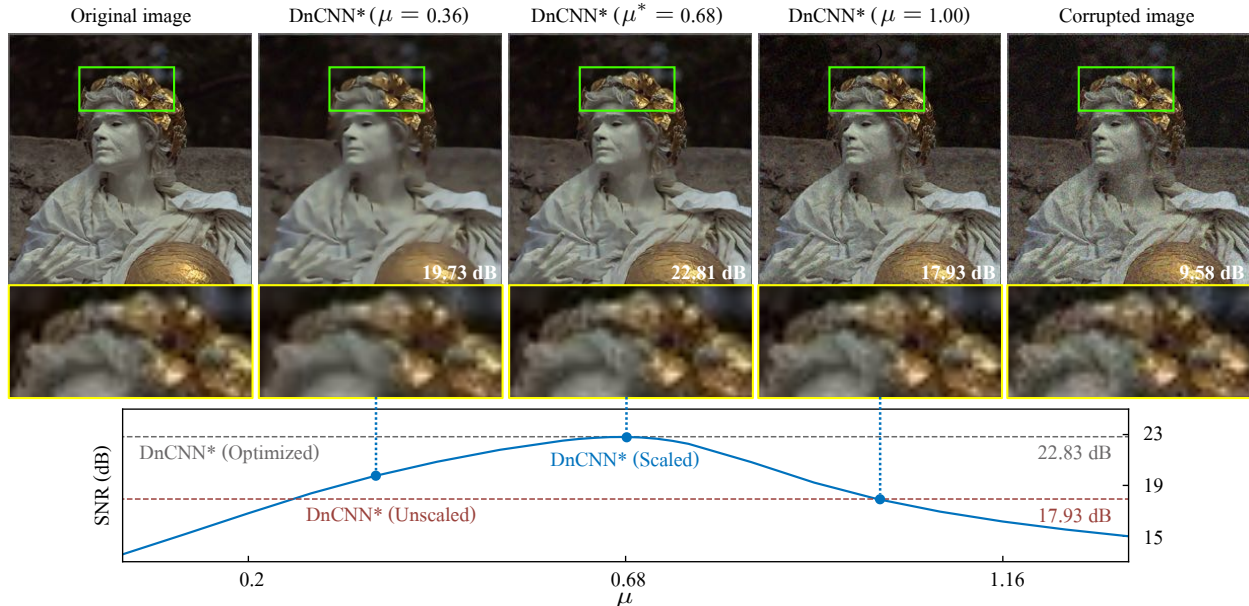 Original image
DnCNN* (μ = 0.36)
DnCNN* (μ* = 0.68)
DnCNN* (μ = 1.00)
Corrupted image
19.73 dB
22.81 dB
17.93 dB
9.58 dB
DnCNN* (Optimized)
DnCNN* (Scaled)
22.83 dB
DnCNN* (Unscaled)
17.93 dB
SNR (dB)
23
19
15
0.2
0.68
1.16
μ